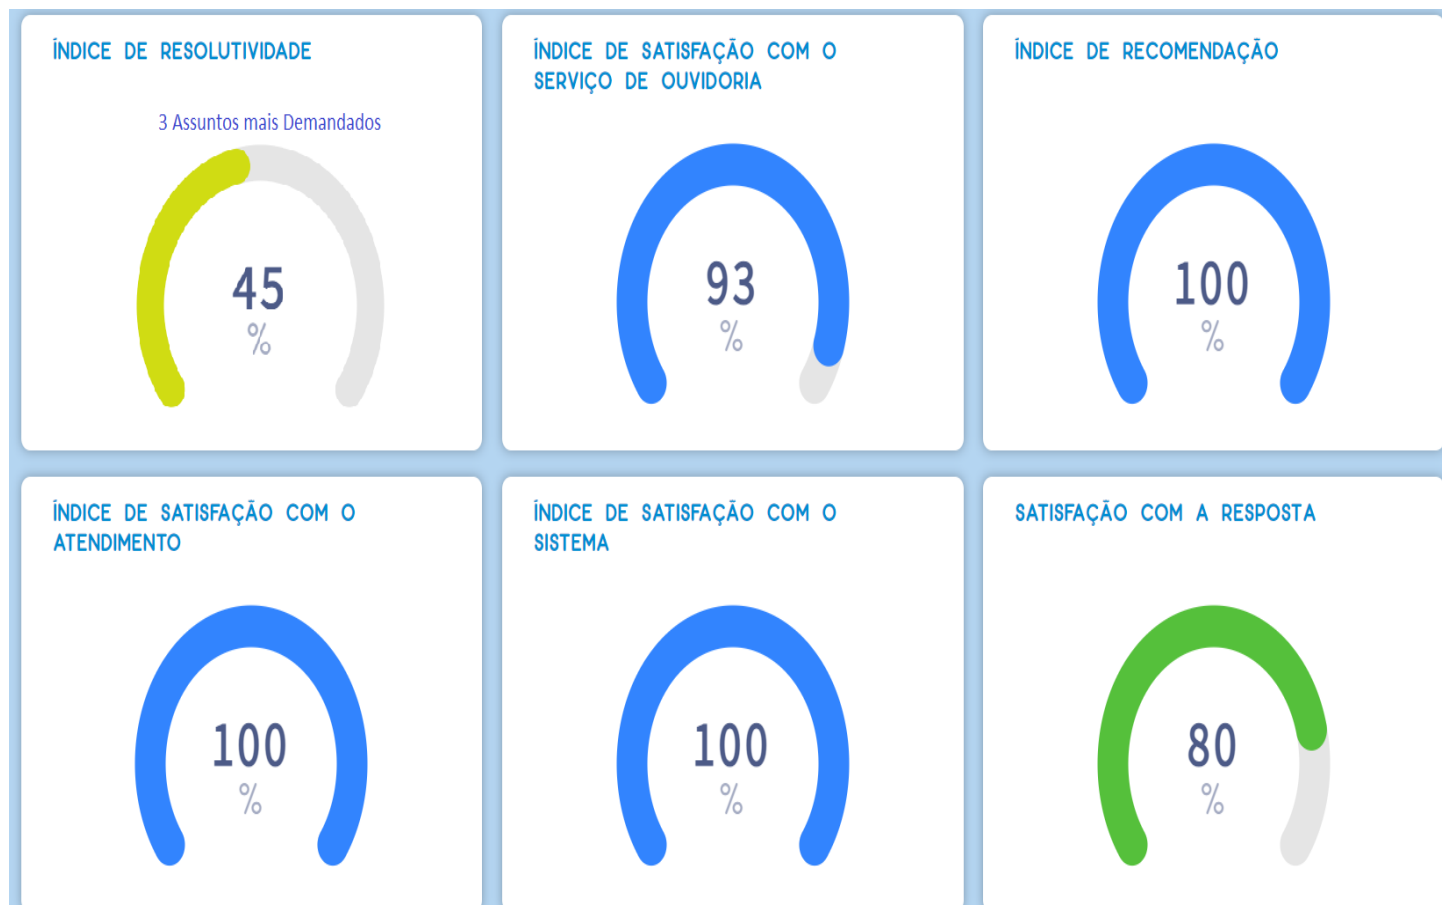 ÍNDICE DE RESOLUTIVIDADE
3 Assuntos mais Demandados
45
%
ÍNDICE DE SATISFAÇÃO COM O
SERVIÇO DE OUVIDORIA
93
%
ÍNDICE DE RECOMENDAÇÃO
100
%
ÍNDICE DE SATISFAÇÃO COM O
ATENDIMENTO
100
%
ÍNDICE DE SATISFAÇÃO COM O
SISTEMA
100
%
SATISFAÇÃO COM A RESPOSTA
80
%